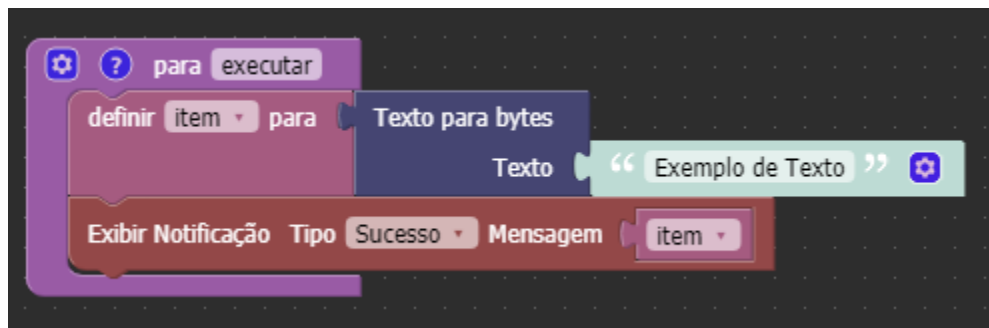 ? para executar
definir item para Texto para bytes
Texto “ Exemplo de Texto ”
Exibir Notificação Tipo Sucesso Mensagem item